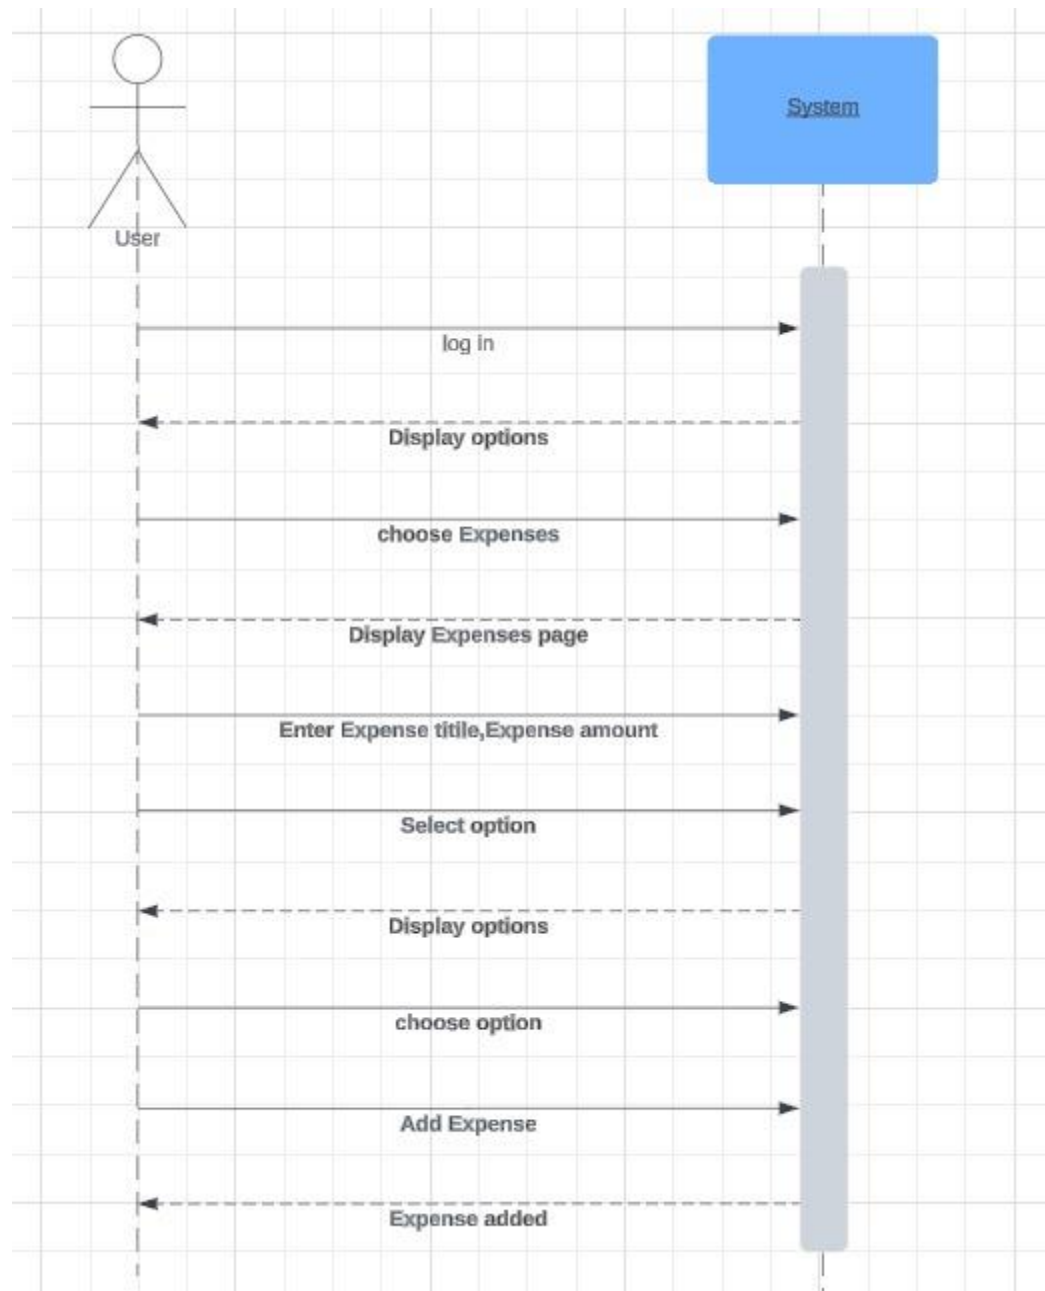 System
User
log in
Display options
choose Expenses
Display Expenses page
Enter Expense titile,Expense amount
Select option
Display options
choose option
Add Expense
Expense added